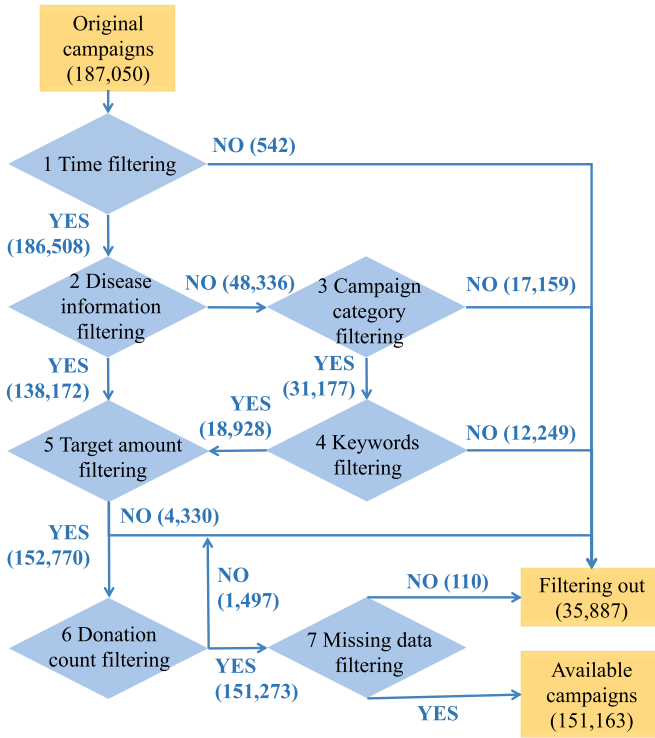 Original
campaigns
(187,050)
1 Time filtering
NO (542)
YES
(186,508)
2 Disease
information
filtering
NO (48,336)
3 Campaign
category
filtering
NO (17,159)
YES
(138,172)
YES
(31,177)
YES
(18,928)
5 Target amount
filtering
4 Keywords
filtering
NO (12,249)
NO (4,330)
YES
(152,770)
NO
(1,497)
NO (110)
Filtering out
(35,887)
6 Donation
count filtering
YES
(151,273)
7 Missing data
filtering
YES
Available
campaigns
(151,163)